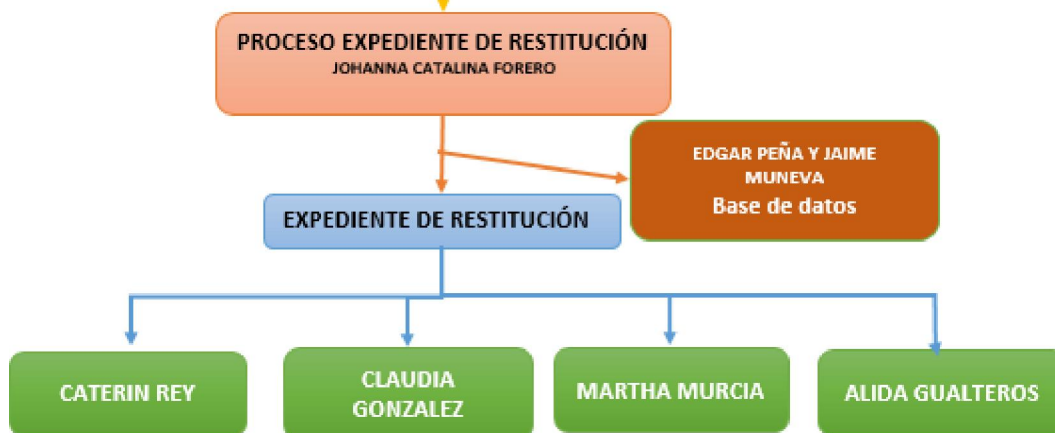 PROCESO EXPEDIENTE DE RESTITUCIÓN
JOHANNA CATALINA FORERO
EDGAR PEÑA Y JAIME
MUNEVA
Base de datos
EXPEDIENTE DE RESTITUCIÓN
CATERIN REY
CLAUDIA
GONZALEZ
MARTHA MURCIA
ALIDA GUALTEROS